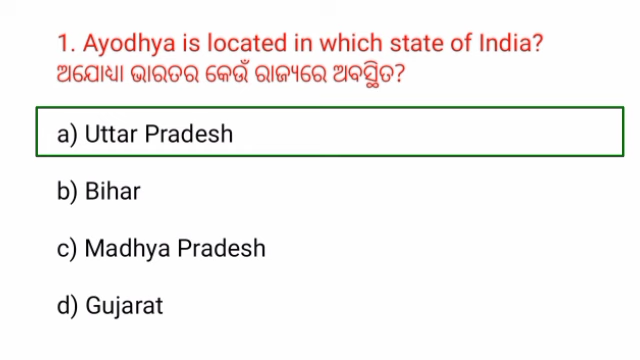 1. Ayodhya is located in which state of India?
ଅଯୋଧ୍ୟା ଭାରତର କେଉଁ ରାଜ୍ୟରେ ଅବସ୍ଥିତ?
a) Uttar Pradesh
b) Bihar
c) Madhya Pradesh
d) Gujarat